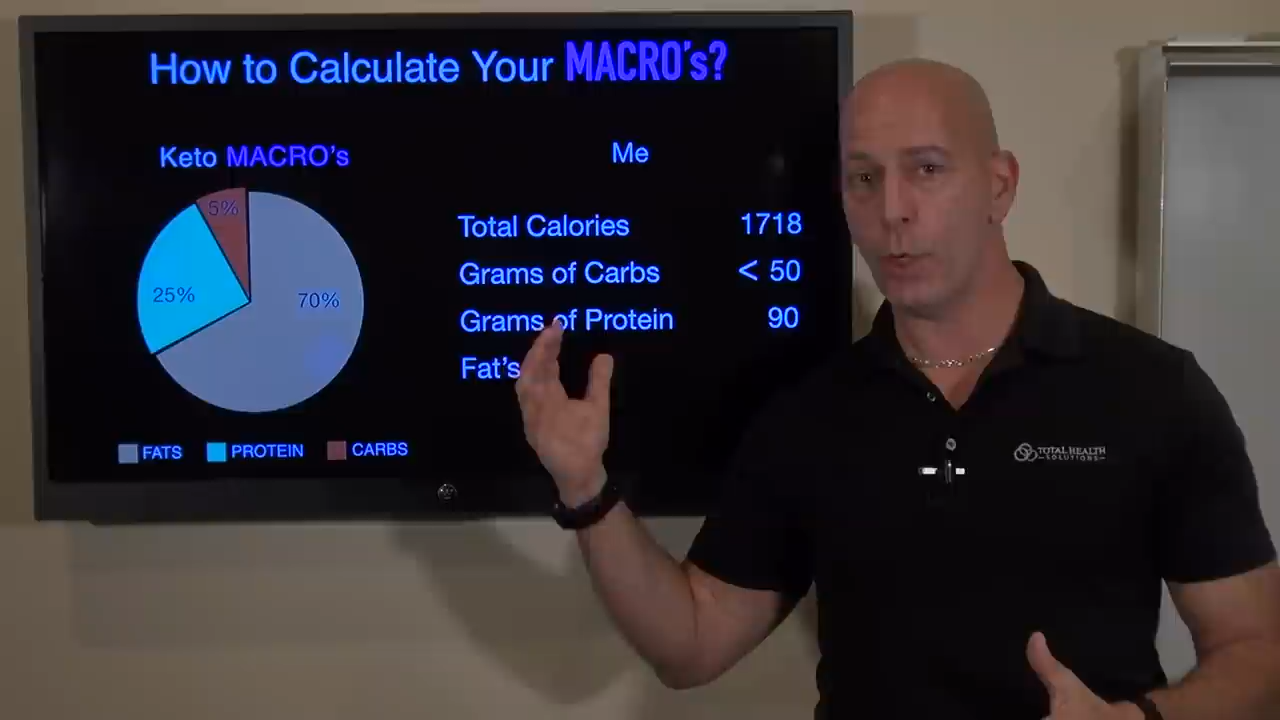 How to Calculate Your MACRO's?
Keto MACRO's
Me
5%
25%
70%
Total Calories 1718
Grams of Carbs < 50
Grams of Protein 90
Fat's
FATS PROTEIN CARBS
TOTAL HEALTH
SOLUTIONS